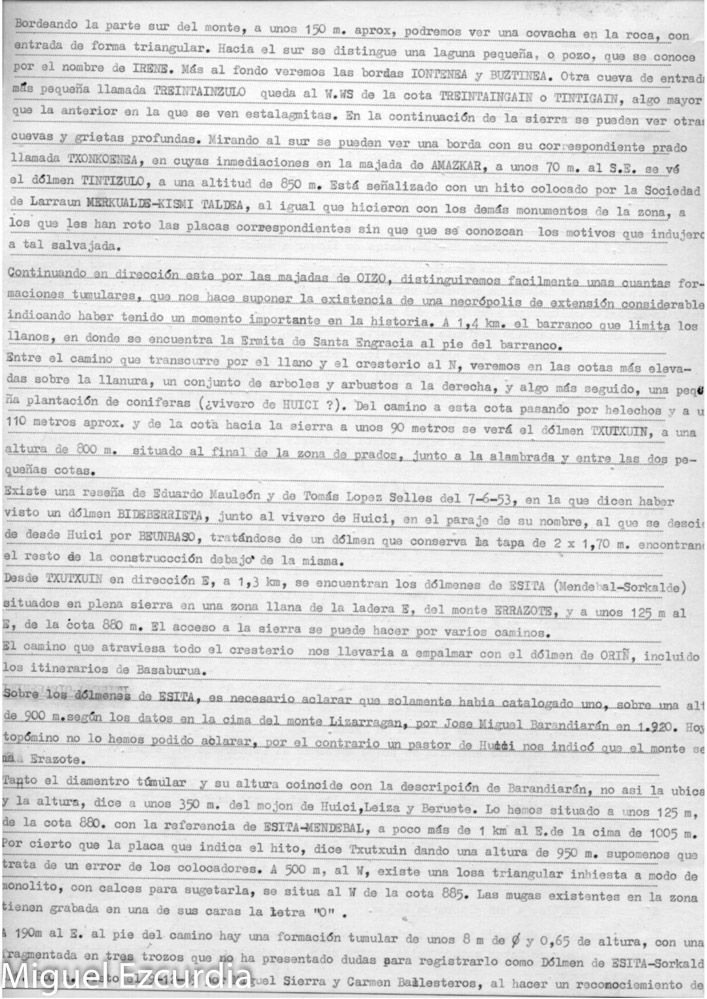 Bordeando la parte sur del monte, a unos 150 m. aprox, podremos ver una covacha en la roca, con
entrada de forma triangular. Hacia el sur se distingue una laguna pequeña, o pozo, que se conoce
por el nombre de IRENE. Más al fondo veremos las bordas IONTENEA y BUZTINEA. Otra cueva de entrada
más pequeña llamada TREINTAINZULO queda al W.WS de la cota TREINTAINGAIN o TINTIGAIN, algo mayor
que la anterior en la que se ven estalagmitas. En la continuación de la sierra se pueden ver otras
cuevas y grietas profundas. Mirando al sur se pueden ver una borda con su correspondiente prado
llamada TXONKOENEA, en cuyas inmediaciones en la majada de AMAZKAR, a unos 70 m. al S.E. se vé
el dólmen TINTIZULO, a una altitud de 850 m. Está señalizado con un hito colocado por la Sociedad
de Larraun MERKUALDE-KISMI TALDEA, al igual que hicieron con los demás monumentos de la zona, a
los que les han roto las placas correspondientes sin que que se conozcan los motivos que indujero
a tal salvajada.
Continuando en dirección este por las majadas de OIZO, distinguiremos facilmente unas cuantas for-
maciones tumulares, que nos hace suponer la existencia de una necrópolis de extensión considerable
indicando haber tenido un momento importante en la historia. A 1,4 km. el barranco que limita los
llanos, en donde se encuentra la Ermita de Santa Engracia al pie del barranco.
Entre el camino que transcurre por el llano y el cresterio al N, veremos en las cotas más eleva-
das sobre la llanura, un conjunto de arboles y arbustos a la derecha, y algo más seguido, una pequ
ña plantación de coniferas (¿vivero de HUICI ?). Del camino a esta cota pasando por helechos y a u
110 metros aprox. y de la cota hacia la sierra a unos 90 metros se verá el dólmen TXUTXUIN, a una
altura de 800 m. situado al final de la zona de prados, junto a la alambrada y entre las dos pe-
queñas cotas.
Existe una reseña de Eduardo Mauleón y de Tomás Lopez Selles del 7-6-53, en la que dicen haber
visto un dólmen BIDEBERRIETA, junto al vivero de Huici, en el paraje de su nombre, al que se descie
de desde Huici por BEUNBASO, tratándose de un dólmen que conserva la tapa de 2 x 1,70 m. encontran
el resto de la construccción debajo de la misma.
Desde TXUTXUIN en dirección E, a 1,3 km, se encuentran los dólmenes de ESITA (Mendebal-Sorkalde)
situados en plena sierra en una zona llana de la ladera E, del monte ERRAZOTE, y a unos 125 m al
E, de la cota 880 m. El acceso a la sierra se puede hacer por varios caminos.
El camino que atraviesa todo el cresterio nos llevaria a empalmar con el dólmen de ORIÑ, incluido
los itinerarios de Basaburua.
Sobre los dólmenes de ESITA, es necesario aclarar que solamente habia catalogado uno, sobre una alt
de 900 m.según los datos en la cima del monte Lizarragan, por Jose Miguel Barandiarán en 1.920. Hoy
topómino no lo hemos podido aclarar, por el contrario un pastor de Huici nos indicó que el monte se
Erazote.
Tanto el diamentro túmular y su altura coincide con la descripción de Barandiarán, no asi la ubica
y la altura, dice a unos 350 m. del mojon de Huici,Leiza y Beruete. Lo hemos situado a unos 125 m,
de la cota 880. con la referencia de ESITA-MENDEBAL, a poco más de 1 km al E.de la cima de 1005 m.
Por cierto que la placa que indica el hito, dice Txutxuin dando una altura de 950 m. supomenos que
trata de un error de los colocadores. A 500 m, al W, existe una losa triangular inhiesta a modo de
monolito, con calces para sugetarla, se situa al W de la cota 885. Las mugas existentes en la zona
tienen grabada en una de sus caras la letra "O" .
A 190m al E. al pie del camino hay una formación tumular de unos 8 m de Ø y 0,65 de altura, con una
fragmentada en tres trozos que no ha presentado dudas para registrarlo como Dólmen de ESITA-Sorkald
Miguel Sierra y Carmen Ballesteros, al hacer un reconocimiento de
Miguel Ezcurdia